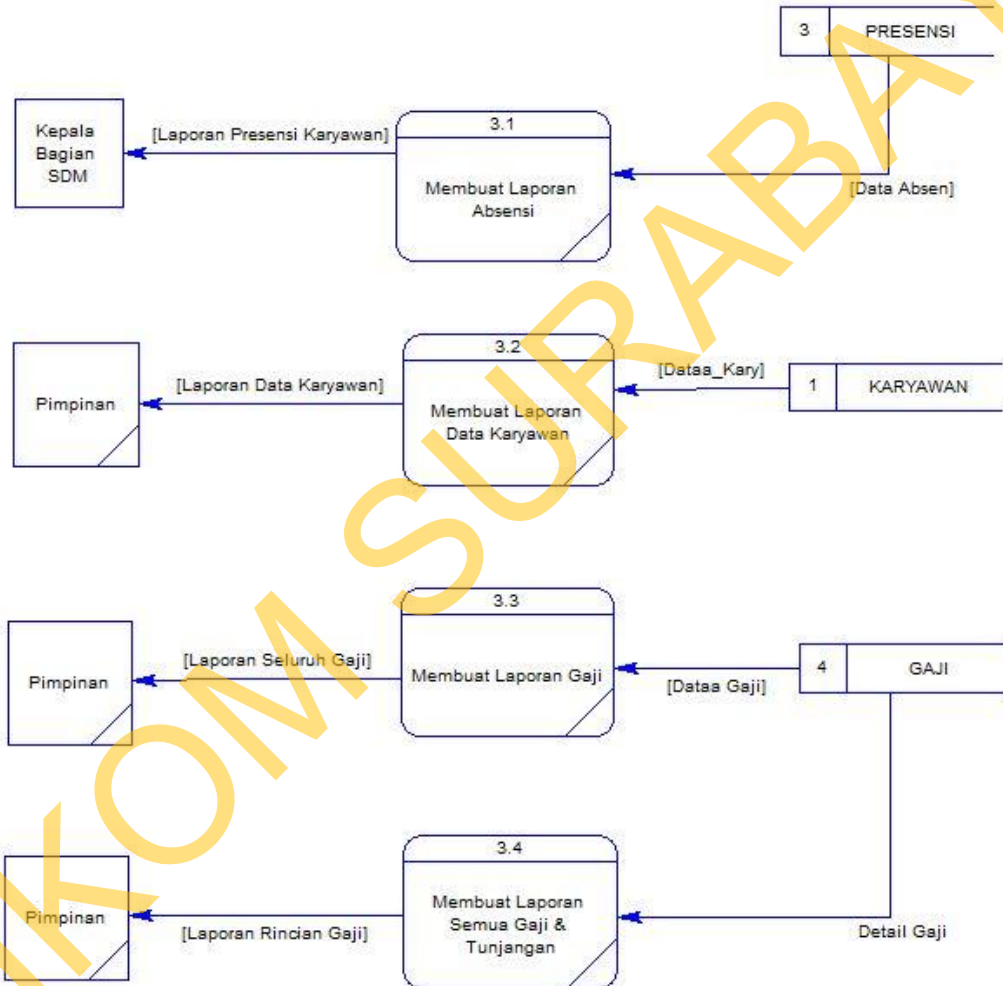 3 PRESENSI
Kepala
Bagian
SDM
[Laporan Presensi Karyawan]
3.1
Membuat Laporan
Absensi
[Data Absen]
Pimpinan
[Laporan Data Karyawan]
3.2
Membuat Laporan
Data Karyawan
[Dataa_Kary]
1 KARYAWAN
Pimpinan
[Laporan Seluruh Gaji]
3.3
Membuat Laporan Gaji
[Dataa Gaji]
4 GAJI
Pimpinan
[Laporan Rincian Gaji]
3.4
Membuat Laporan
Semua Gaji &
Tunjangan
Detail Gaji
IKOM SURABAY